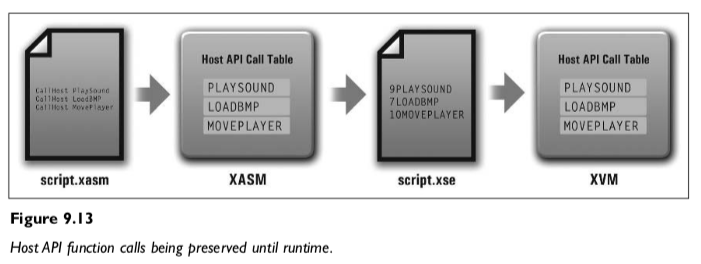 CallHost PlaySound
CallHost LoadBMP
CallHost MovePlayer
script.xasm
Host API Call Table
PLAYSOUND
LOADBMP
MOVEPLAYER
XASM
9PLAYSOUND
7LOADBMP
10MOVEPLAYER
script.xse
Host API Call Table
PLAYSOUND
LOADBMP
MOVEPLAYER
XVM
Figure 9.13
Host API function calls being preserved until runtime.